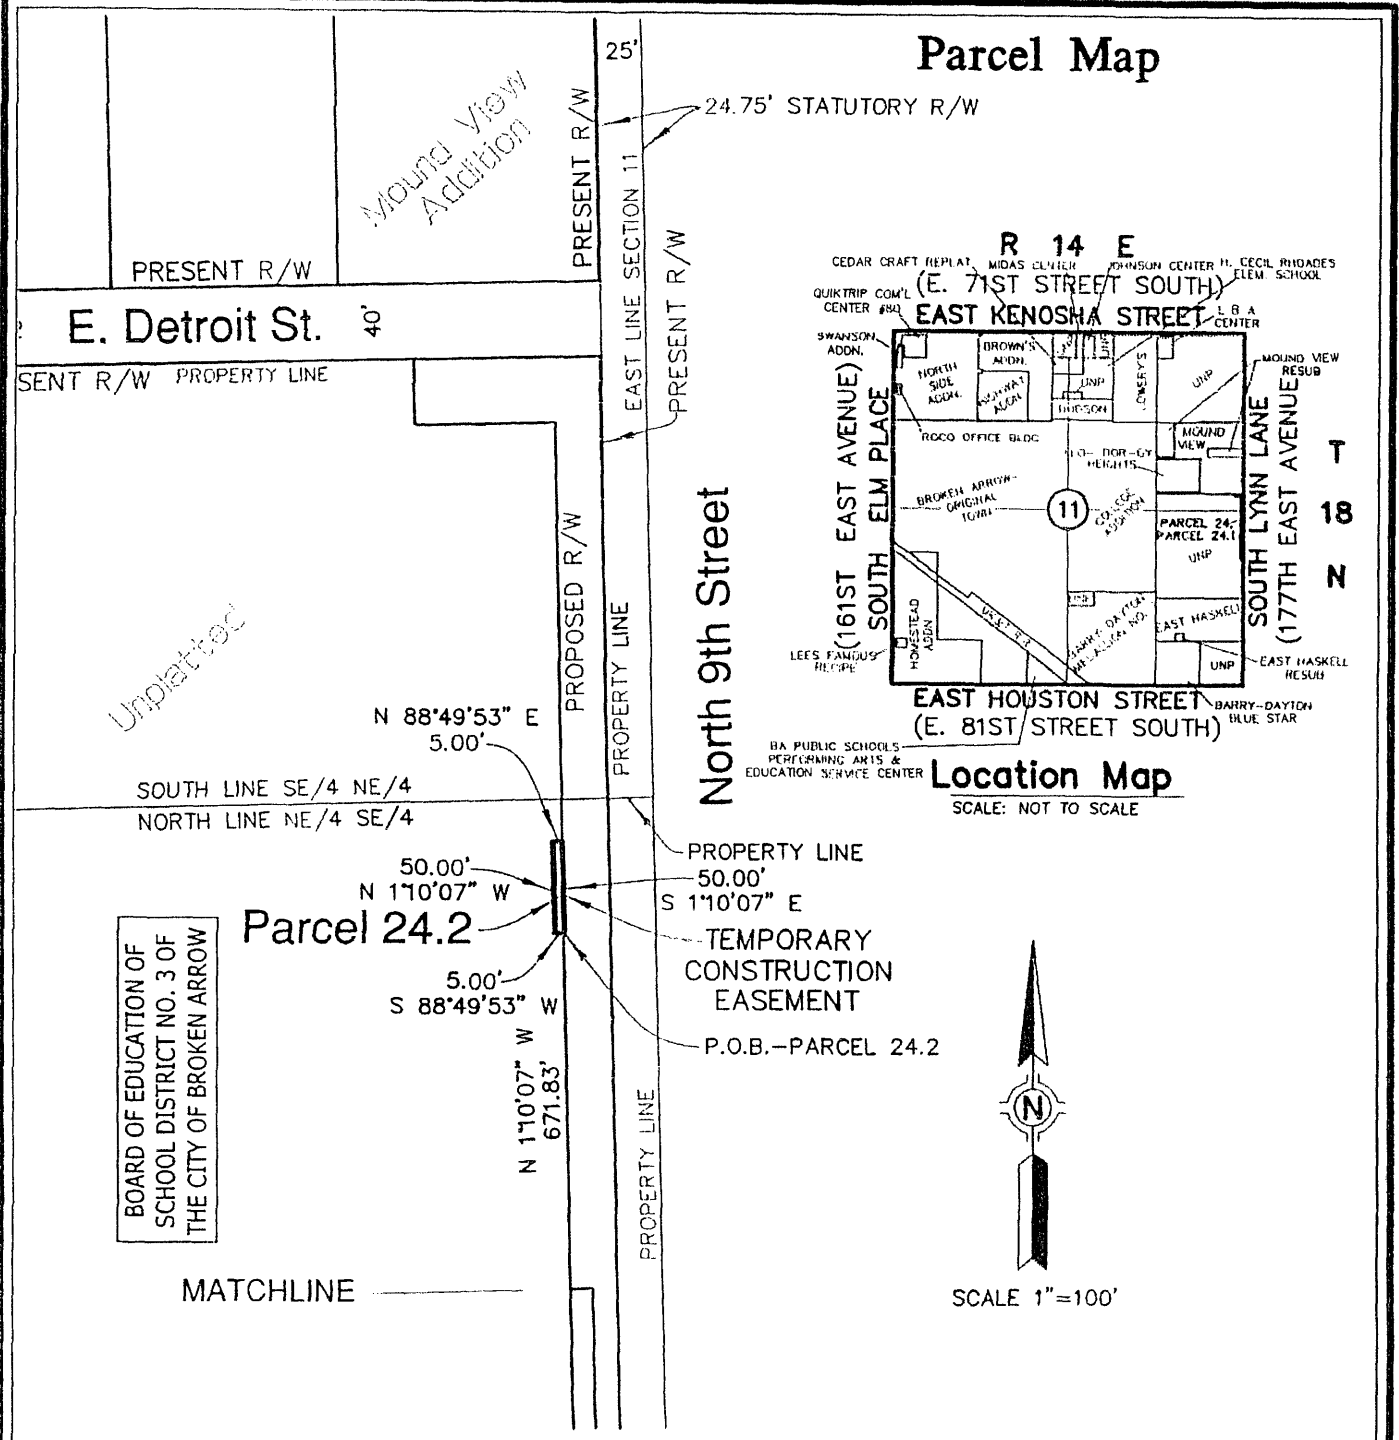 Parcel Map
25'
24.75' STATUTORY R/W
PRESENT R/W
EAST LINE SECTION 11
PRESENT R/W
Mound View
Addition
PRESENT R/W
E. Detroit St.
40'
SENT R/W
PROPERTY LINE
Unplatted
PROPOSED R/W
PROPERTY LINE
North 9th Street
N 88°49'53" E
5.00'
SOUTH LINE SE/4 NE/4
NORTH LINE NE/4 SE/4
PROPERTY LINE
50.00'
N 1°10'07" W
50.00'
S 1°10'07" E
Parcel 24.2
TEMPORARY
CONSTRUCTION
EASEMENT
5.00'
S 88°49'53" W
P.O.B.-PARCEL 24.2
N 1°10'07" W
671.83'
PROPERTY LINE
BOARD OF EDUCATION OF
SCHOOL DISTRICT NO. 3 OF
THE CITY OF BROKEN ARROW
MATCHLINE
R 14 E
CEDAR CRAFT REPLAT
MIDAS CENTER
JOHNSON CENTER
H. CECIL RHOADES
ELEM. SCHOOL
(E. 71ST STREET SOUTH)
QUIKTRIP COM'L
CENTER
EAST KENOSHA STREET
L B A
CENTER
SWANSON
ADDN.
BROWN'S
ADDN.
UNP
MOUND VIEW
RESUB
NORTH
SIDE
ADDN.
HIGHWAY
ADDN
UNP
HUDSON
LOWERY'S
UNP
ROCO OFFICE BLDG
MOUND
VIEW
HEIGHTS
(161ST EAST AVENUE)
SOUTH ELM PLACE
SOUTH LYNN LANE
(177TH EAST AVENUE)
T
18
N
BROKEN ARROW-
ORIGINAL
TOWN
11
COLLEGE
ADDITION
PARCEL 24
PARCEL 24.1
UNP
HOMESTEAD
ADDN
UNP
EAST HASKELL
LEES FAMOUS
RECIPE
UNP
EAST HASKELL
RESUB
EAST HOUSTON STREET
(E. 81ST STREET SOUTH)
BARRY-DAYTON
BLUE STAR
BA PUBLIC SCHOOLS
PERFORMING ARTS &
EDUCATION SERVICE CENTER
Location Map
SCALE: NOT TO SCALE
N
SCALE 1"=100'